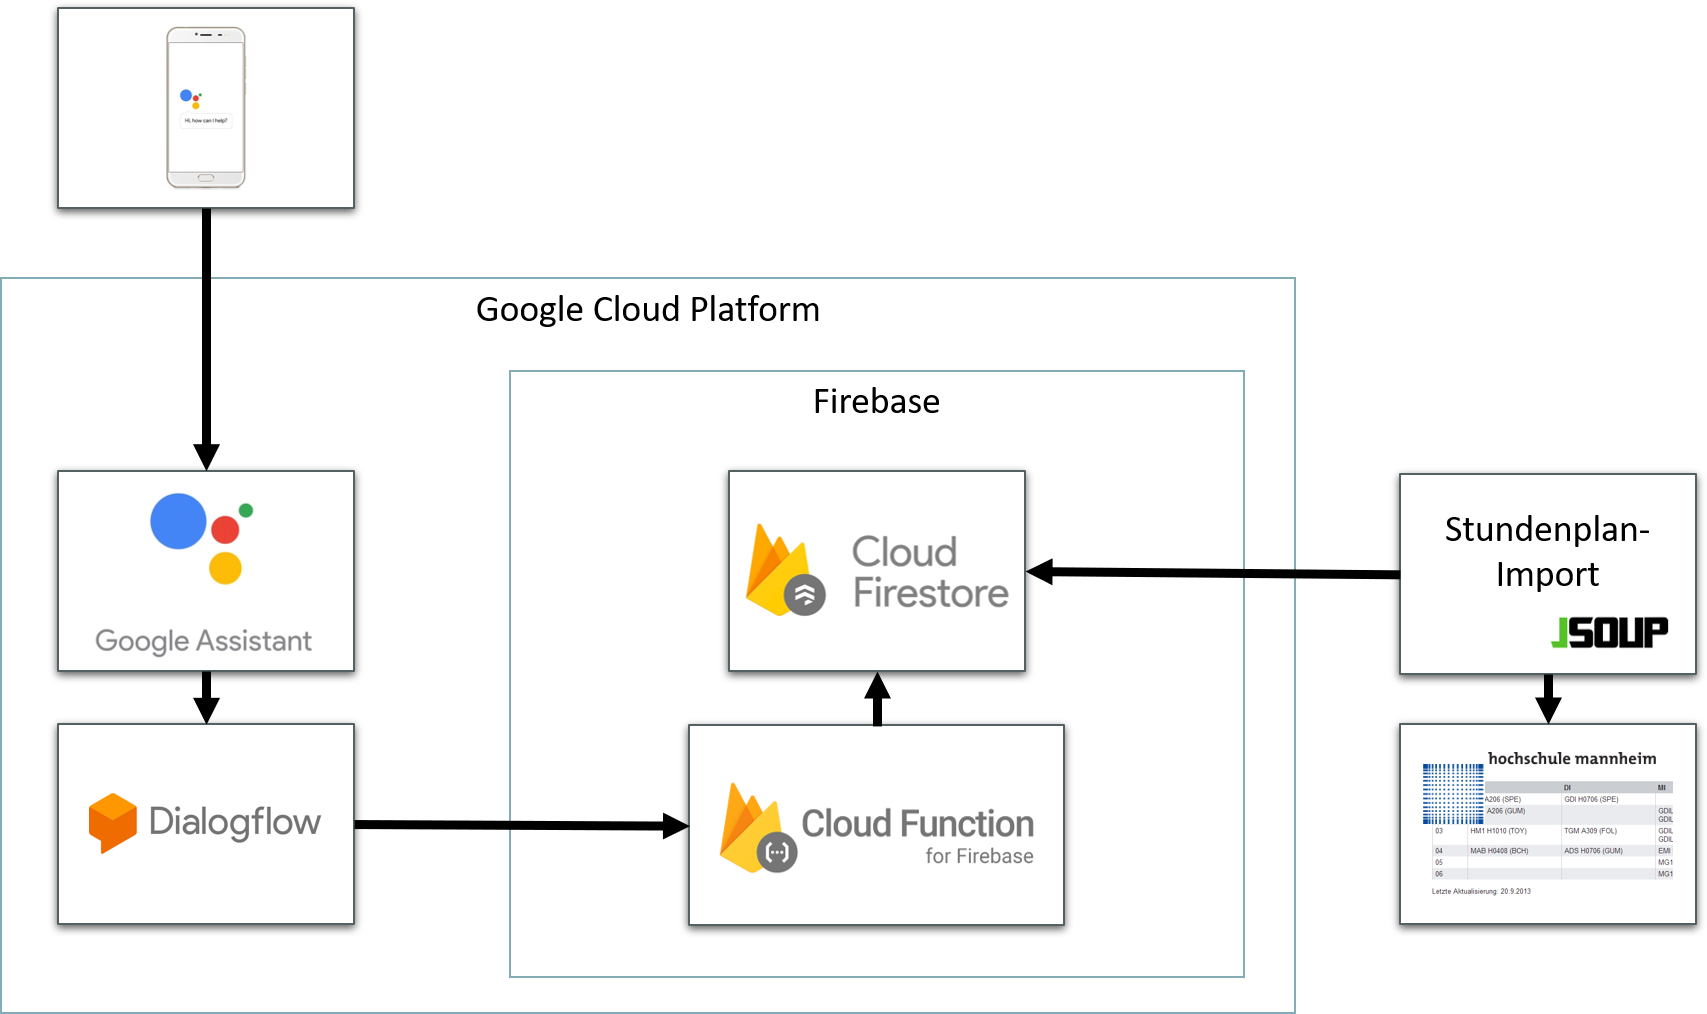 Hi, how can I help?
Google Cloud Platform
Firebase
Google Assistant
Cloud
Firestore
Stundenplan-
Import
JSOUP
Dialogflow
Cloud Function
for Firebase
hochschule mannheim
DI MI
A206 (SPE) GDI H0706 (SPE)
A206 (GUM) GDIL
GDIL
03 HM1 H1010 (TOY) TGM A309 (FOL) GDIL
GDIL
04 MAB H0408 (BCH) ADS H0706 (GUM) EMI
05 MG1
06 MG1
Letzte Aktualisierung: 20.9.2013